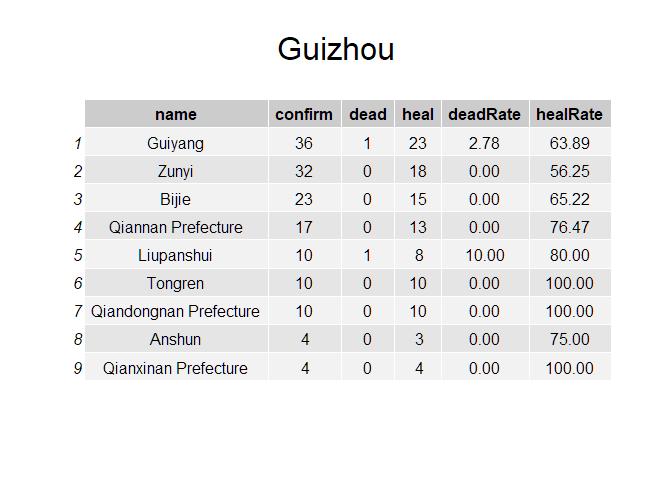 Guizhou
name confirm dead heal deadRate healRate
1 Guiyang 36 1 23 2.78 63.89
2 Zunyi 32 0 18 0.00 56.25
3 Bijie 23 0 15 0.00 65.22
4 Qiannan Prefecture 17 0 13 0.00 76.47
5 Liupanshui 10 1 8 10.00 80.00
6 Tongren 10 0 10 0.00 100.00
7 Qiandongnan Prefecture 10 0 10 0.00 100.00
8 Anshun 4 0 3 0.00 75.00
9 Qianxinan Prefecture 4 0 4 0.00 100.00